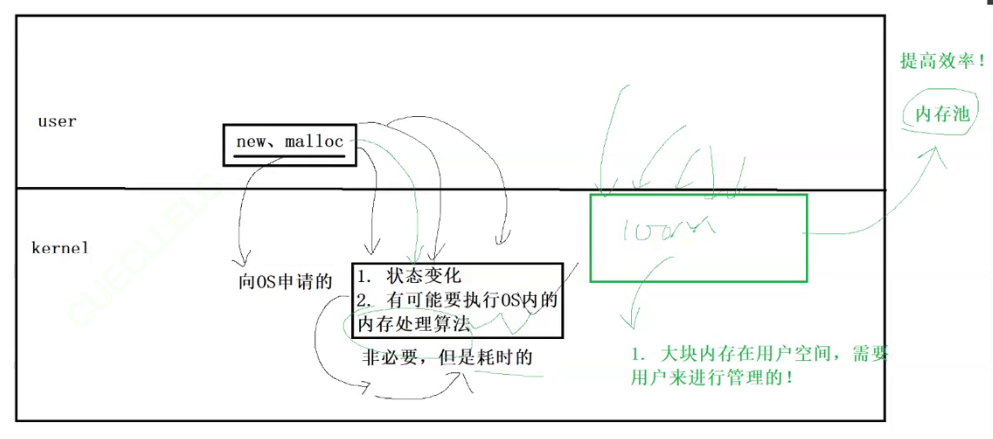 提高效率！
内存池
user
new、malloc
kernel
100M
向OS申请的
1. 状态变化
2. 有可能要执行OS内的
内存处理算法
非必要，但是耗时的
1. 大块内存在用户空间，需要
用户来进行管理的！